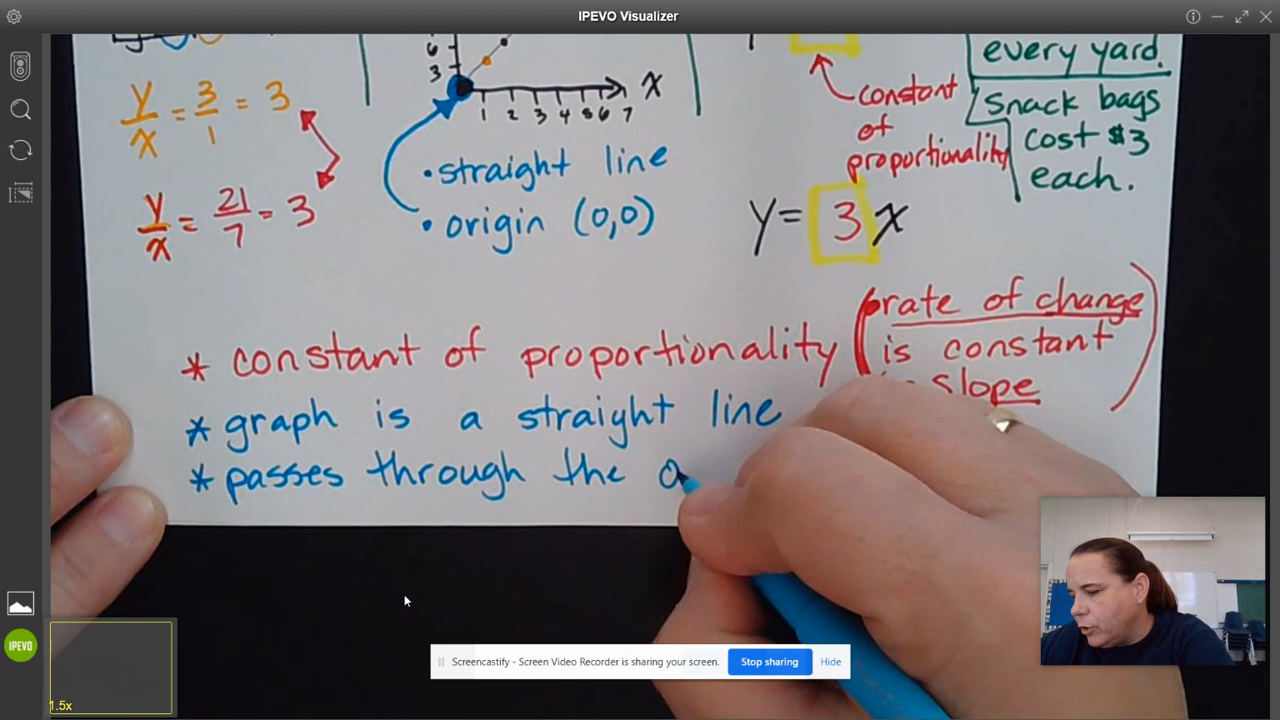 IPEVO Visualizer
6
3
x
1 2 3 4 5 6 7
y/x = 3/1 = 3
y/x = 21/7 = 3
• straight line
• origin (0,0)
constant
of
proportionality
y = 3x
every yard.
Snack bags
cost $3
each.
* constant of proportionality (rate of change
is constant
slope)
* graph is a straight line
* passes through the o
IPEVO
1.5x
Screencastify - Screen Video Recorder is sharing your screen.
Stop sharing
Hide